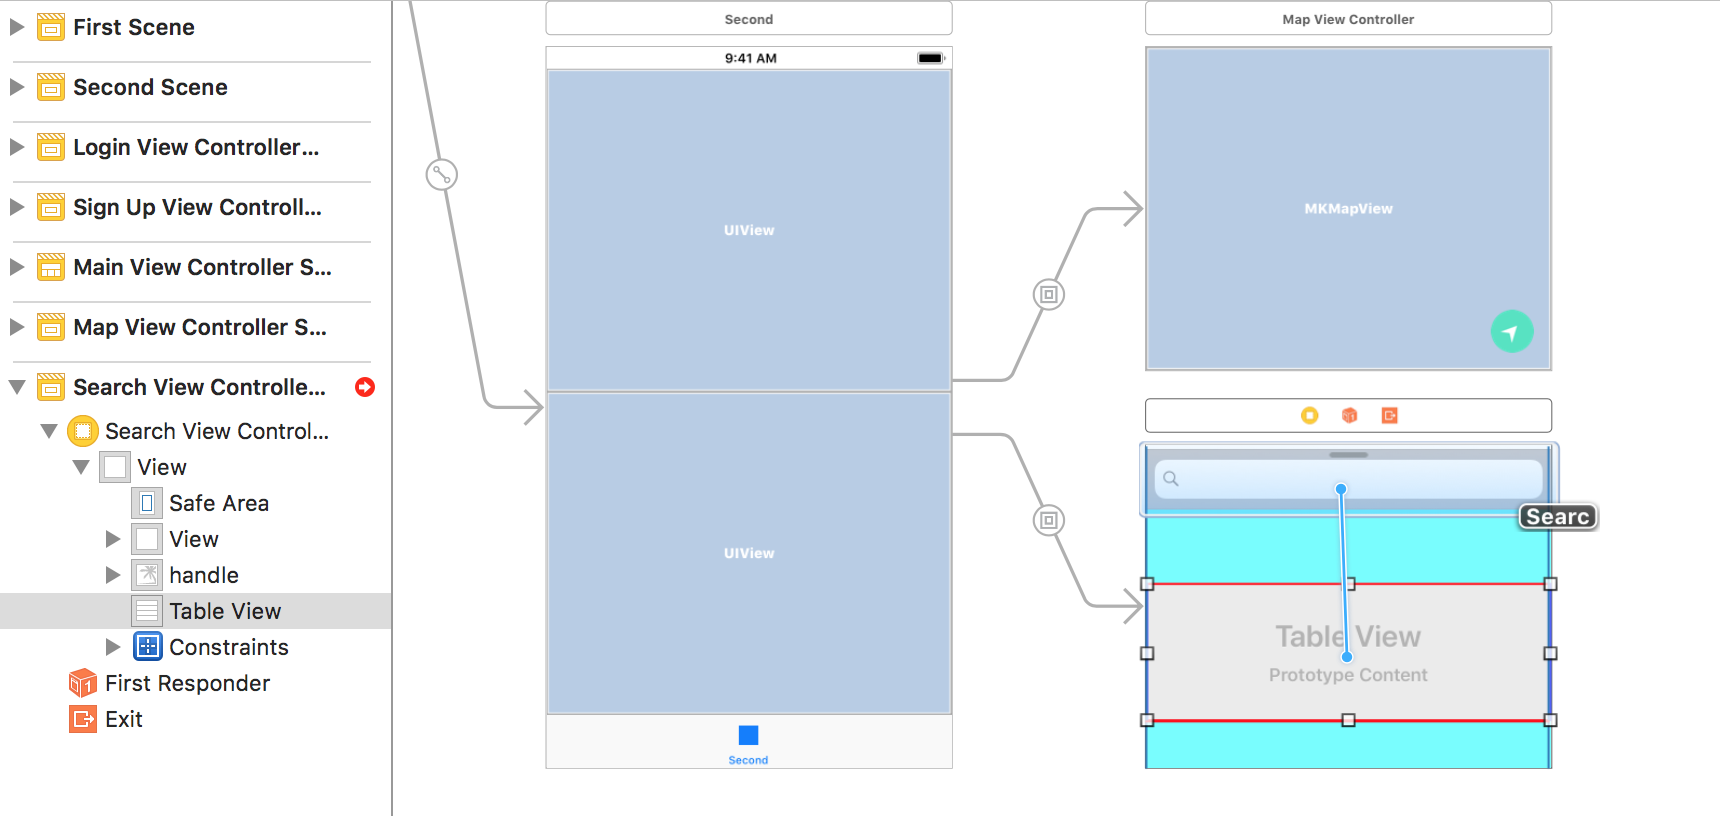 First Scene
Second Scene
Login View Controller...
Sign Up View Controll...
Main View Controller S...
Map View Controller S...
Search View Controlle...
Search View Control...
View
Safe Area
View
handle
Table View
Constraints
First Responder
Exit
Second
9:41 AM
UIView
UIView
Second
Map View Controller
MKMapView
Searc
Table View
Prototype Content